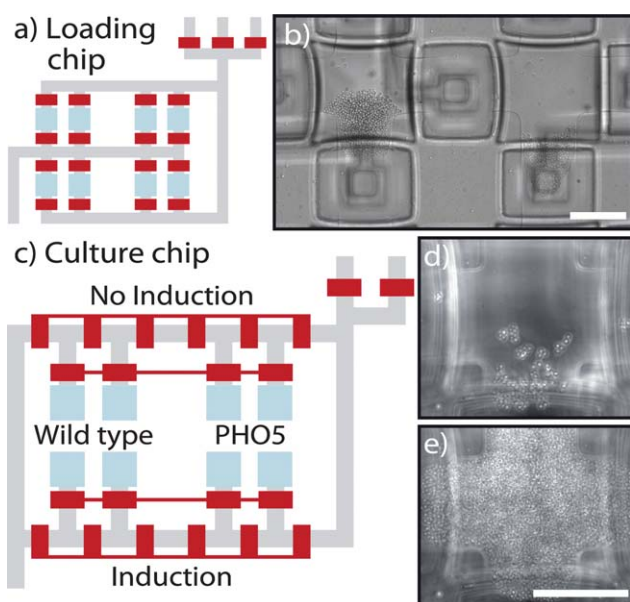 a) Loading
chip
b)
c) Culture chip
No Induction
d)
Wild type
PHO5
e)
Induction